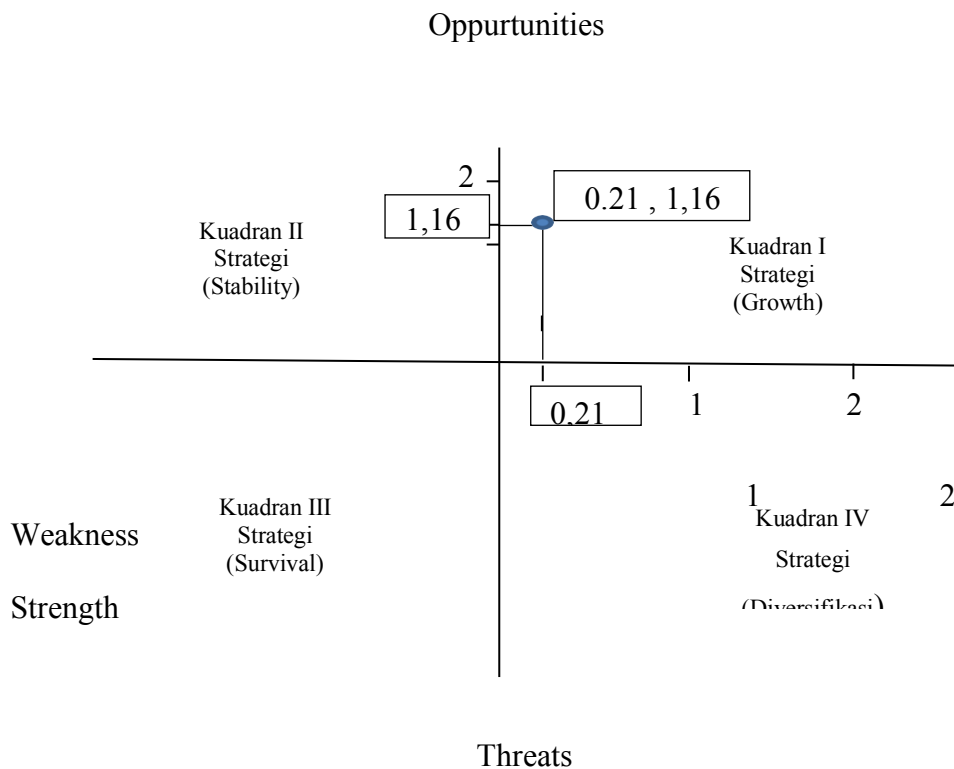 Oppurtunities
2
0.21 , 1,16
1,16
Kuadran II
Strategi
(Stability)
Kuadran I
Strategi
(Growth)
0,21
1
2
1
2
Kuadran III
Strategi
(Survival)
Kuadran IV
Strategi
(Diversifikasi)
Weakness
Strength
Threats